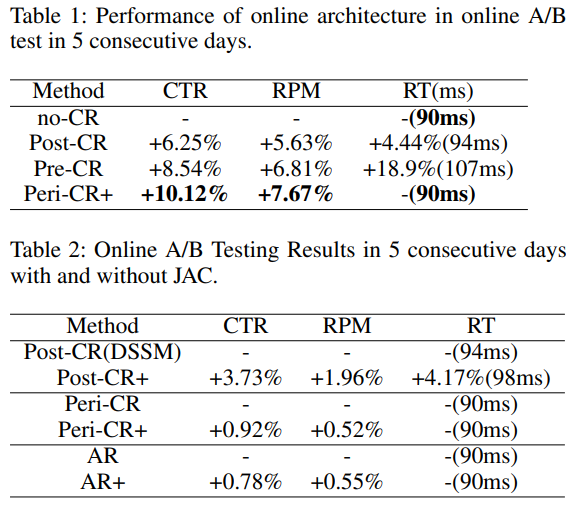 Table 1: Performance of online architecture in online A/B
test in 5 consecutive days.
Method CTR RPM RT(ms)
no-CR - - -(90ms)
Post-CR +6.25% +5.63% +4.44%(94ms)
Pre-CR +8.54% +6.81% +18.9%(107ms)
Peri-CR+ +10.12% +7.67% -(90ms)
Table 2: Online A/B Testing Results in 5 consecutive days
with and without JAC.
Method CTR RPM RT
Post-CR(DSSM) - - -(94ms)
Post-CR+ +3.73% +1.96% +4.17%(98ms)
Peri-CR - - -(90ms)
Peri-CR+ +0.92% +0.52% -(90ms)
AR - - -(90ms)
AR+ +0.78% +0.55% -(90ms)